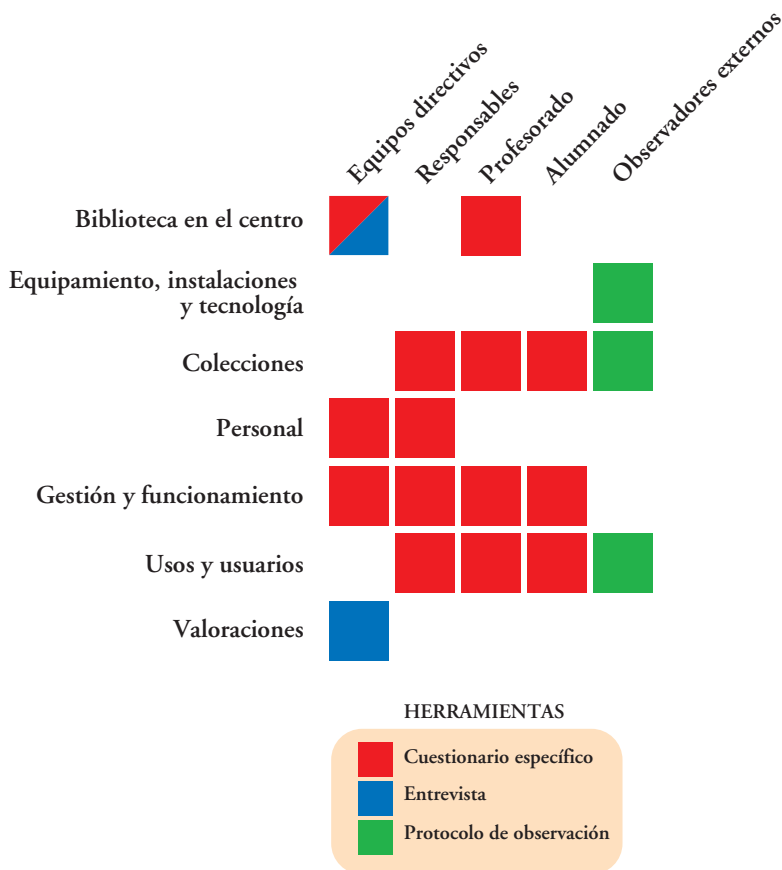 Equipos directivos
Responsables
Profesorado
Alumnado
Observadores externos
Biblioteca en el centro
Equipamiento, instalaciones
y tecnología
Colecciones
Personal
Gestión y funcionamiento
Usos y usuarios
Valoraciones
HERRAMIENTAS
Cuestionario específico
Entrevista
Protocolo de observación